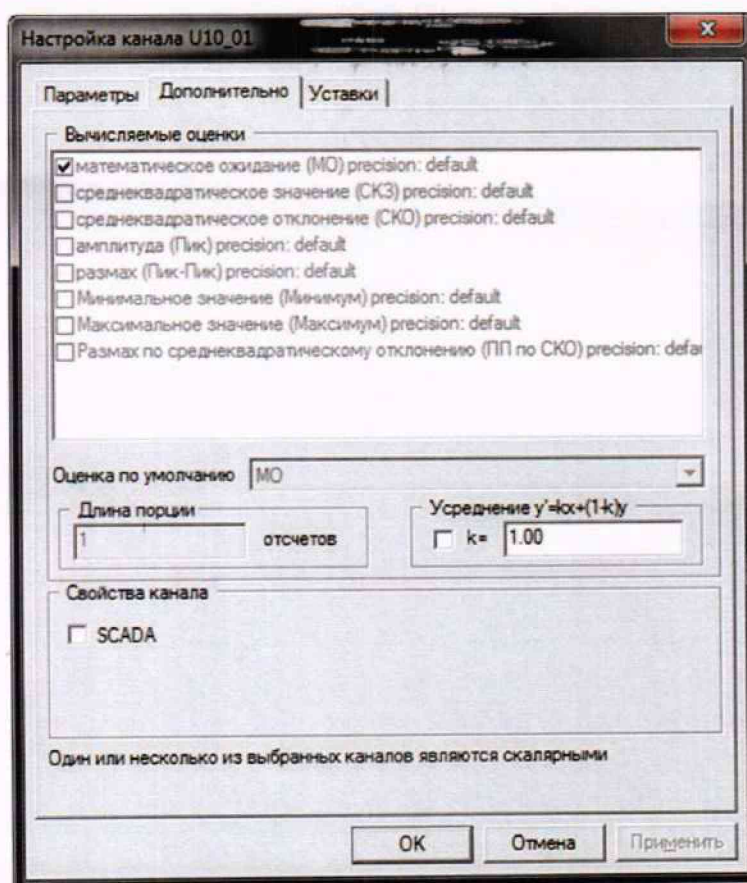 Настройка канала U10_01
Параметры Дополнительно Уставки
Вычисляемые оценки
математическое ожидание (МО) precision: default
среднеквадратическое значение (СКЗ) precision: default
среднеквадратическое отклонение (СКО) precision: default
амплитуда (Пик) precision: default
размах (Пик-Пик) precision: default
Минимальное значение (Минимум) precision: default
Максимальное значение (Максимум) precision: default
Размах по среднеквадратическому отклонению (ПП по СКО) precision: defau
Оценка по умолчанию МО
Длина порции Усреднение y'=kx+(1-k)y
1 отсчетов k= 1.00
Свойства канала
SCADA
Один или несколько из выбранных каналов являются скалярными
OK Отмена Применить